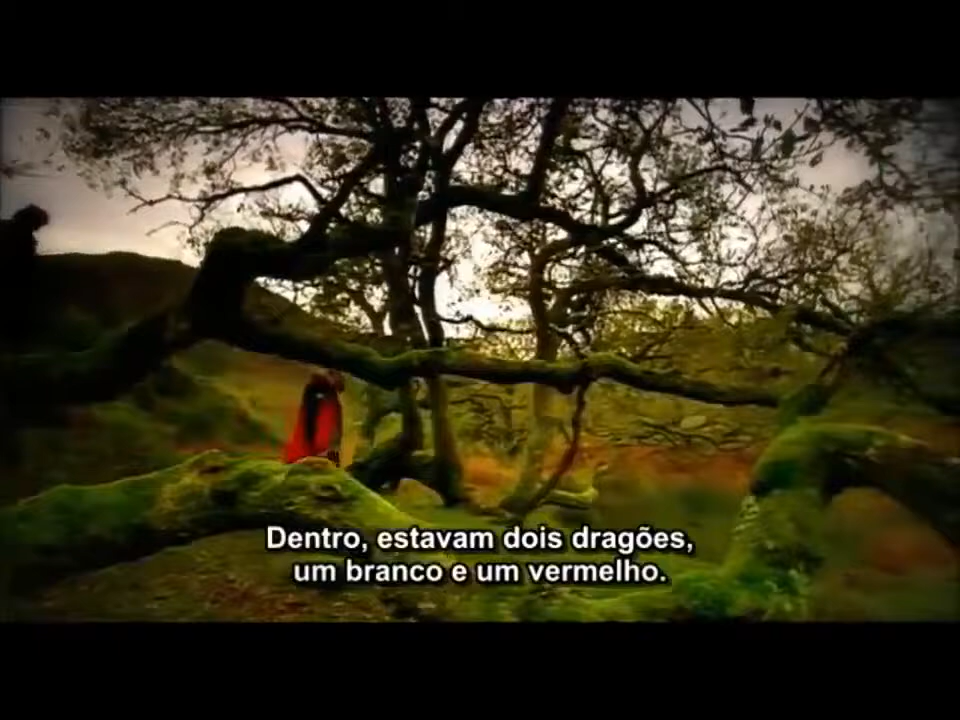 Dentro, estavam dois dragões,
um branco e um vermelho.